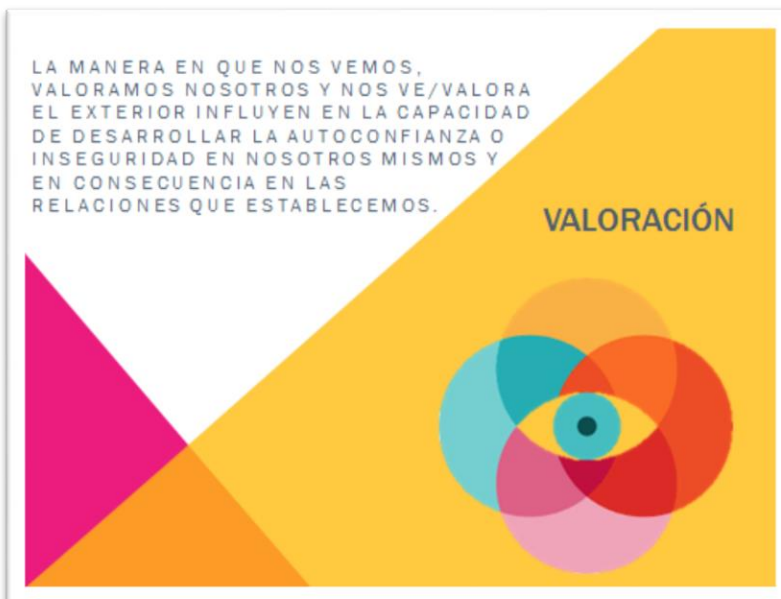 LA MANERA EN QUE NOS VEMOS,
VALORAMOS NOSOTROS Y NOS VE/VALORA
EL EXTERIOR INFLUYEN EN LA CAPACIDAD
DE DESARROLLAR LA AUTOCONFIANZA O
INSEGURIDAD EN NOSOTROS MISMOS Y
EN CONSECUENCIA EN LAS
RELACIONES QUE ESTABLECEMOS.
VALORACIÓN